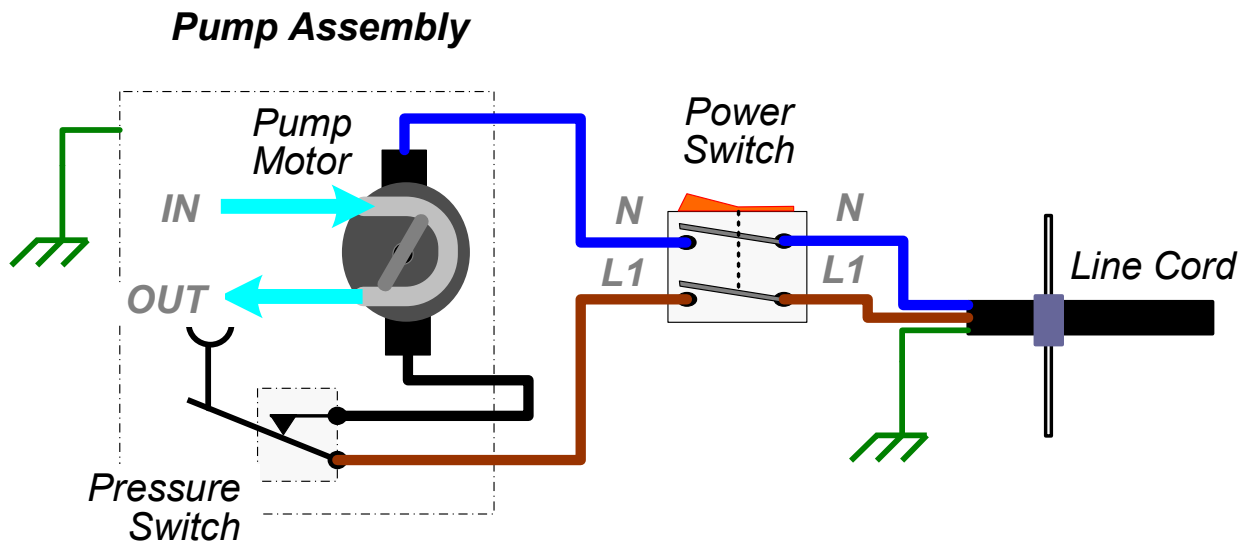 Pump Assembly
Pump
Motor
Power
Switch
IN
N
N
Line Cord
L1
L1
OUT
Pressure
Switch